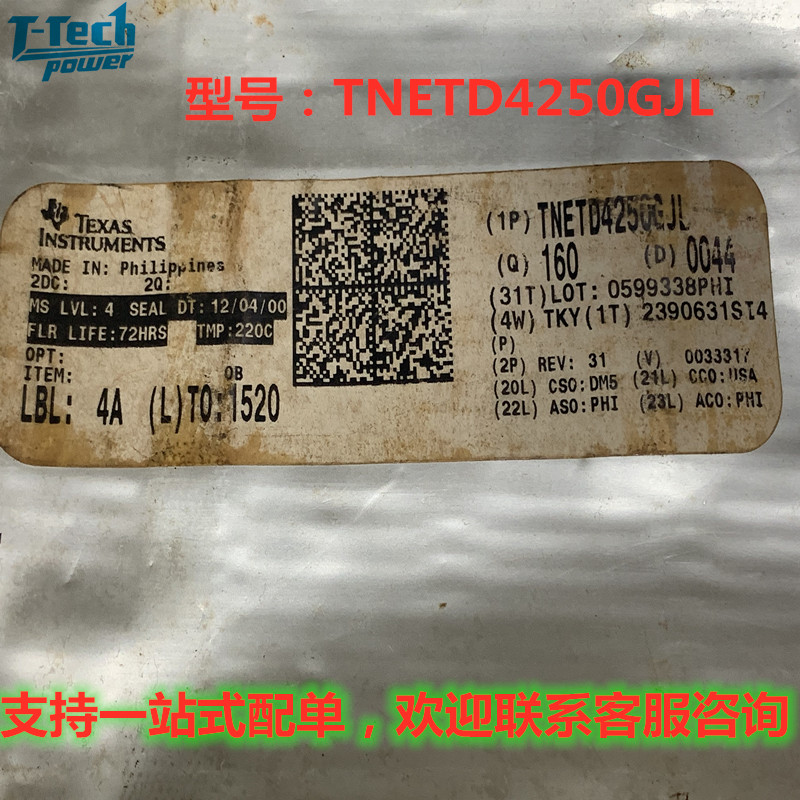 T-Tech
power
型号：TNETD4250GJL
TEXAS
INSTRUMENTS
MADE IN: Philippines
2DC: 2Q:
MS LVL: 4 SEAL DT: 12/04/00
FLR LIFE:72HRS TMP:220C
OPT:
ITEM: 0B
LBL: 4A (L)TO:1520
(1P) TNETD4250GJL
(Q) 160 (D) 0044
(31T)LOT: 0599338PHI
(4W) TKY(1T) 2390631SI4
(P)
(2P) REV: 31 (V) 0033317
(20L) CSO:DM5 (21L) CCO:USA
(22L) ASO:PHI (23L) ACO:PHI
支持一站式配单，欢迎联系客服咨询